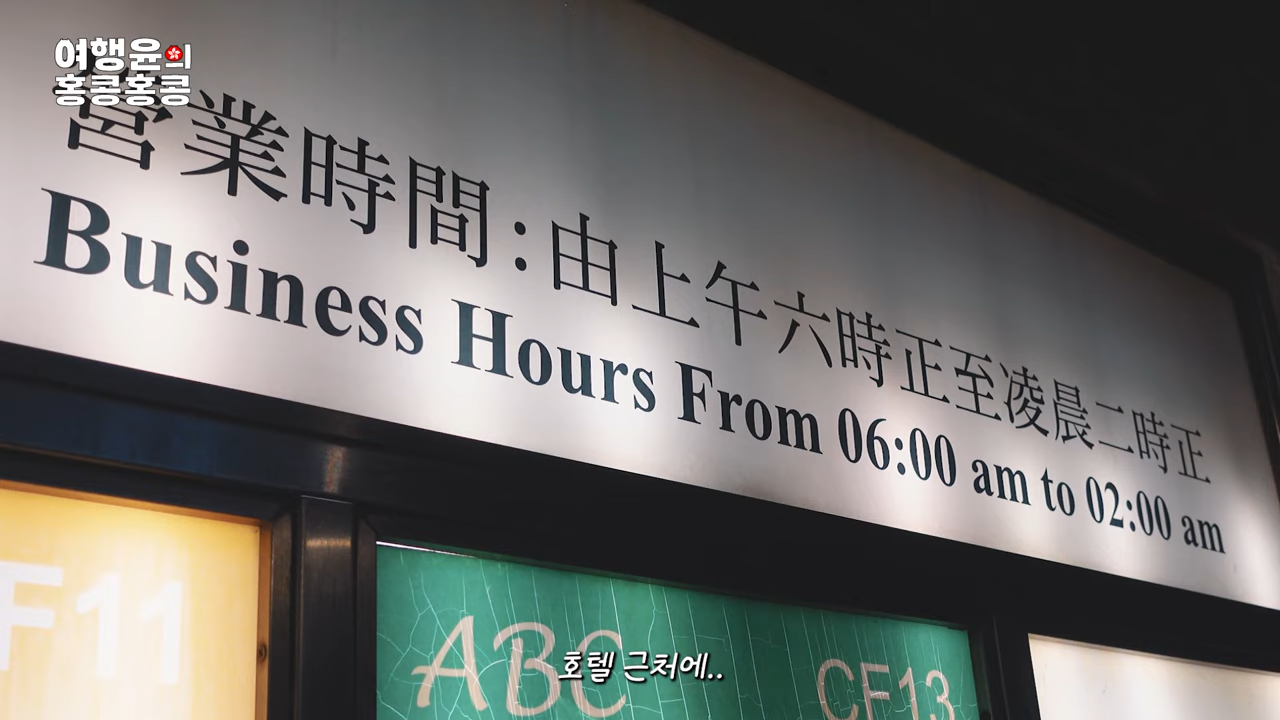 여행윤의
홍콩홍콩
營業時間:由上午六時正至凌晨二時正
Business Hours From 06:00 am to 02:00 am
F11
ABC
CF13
호텔 근처에..